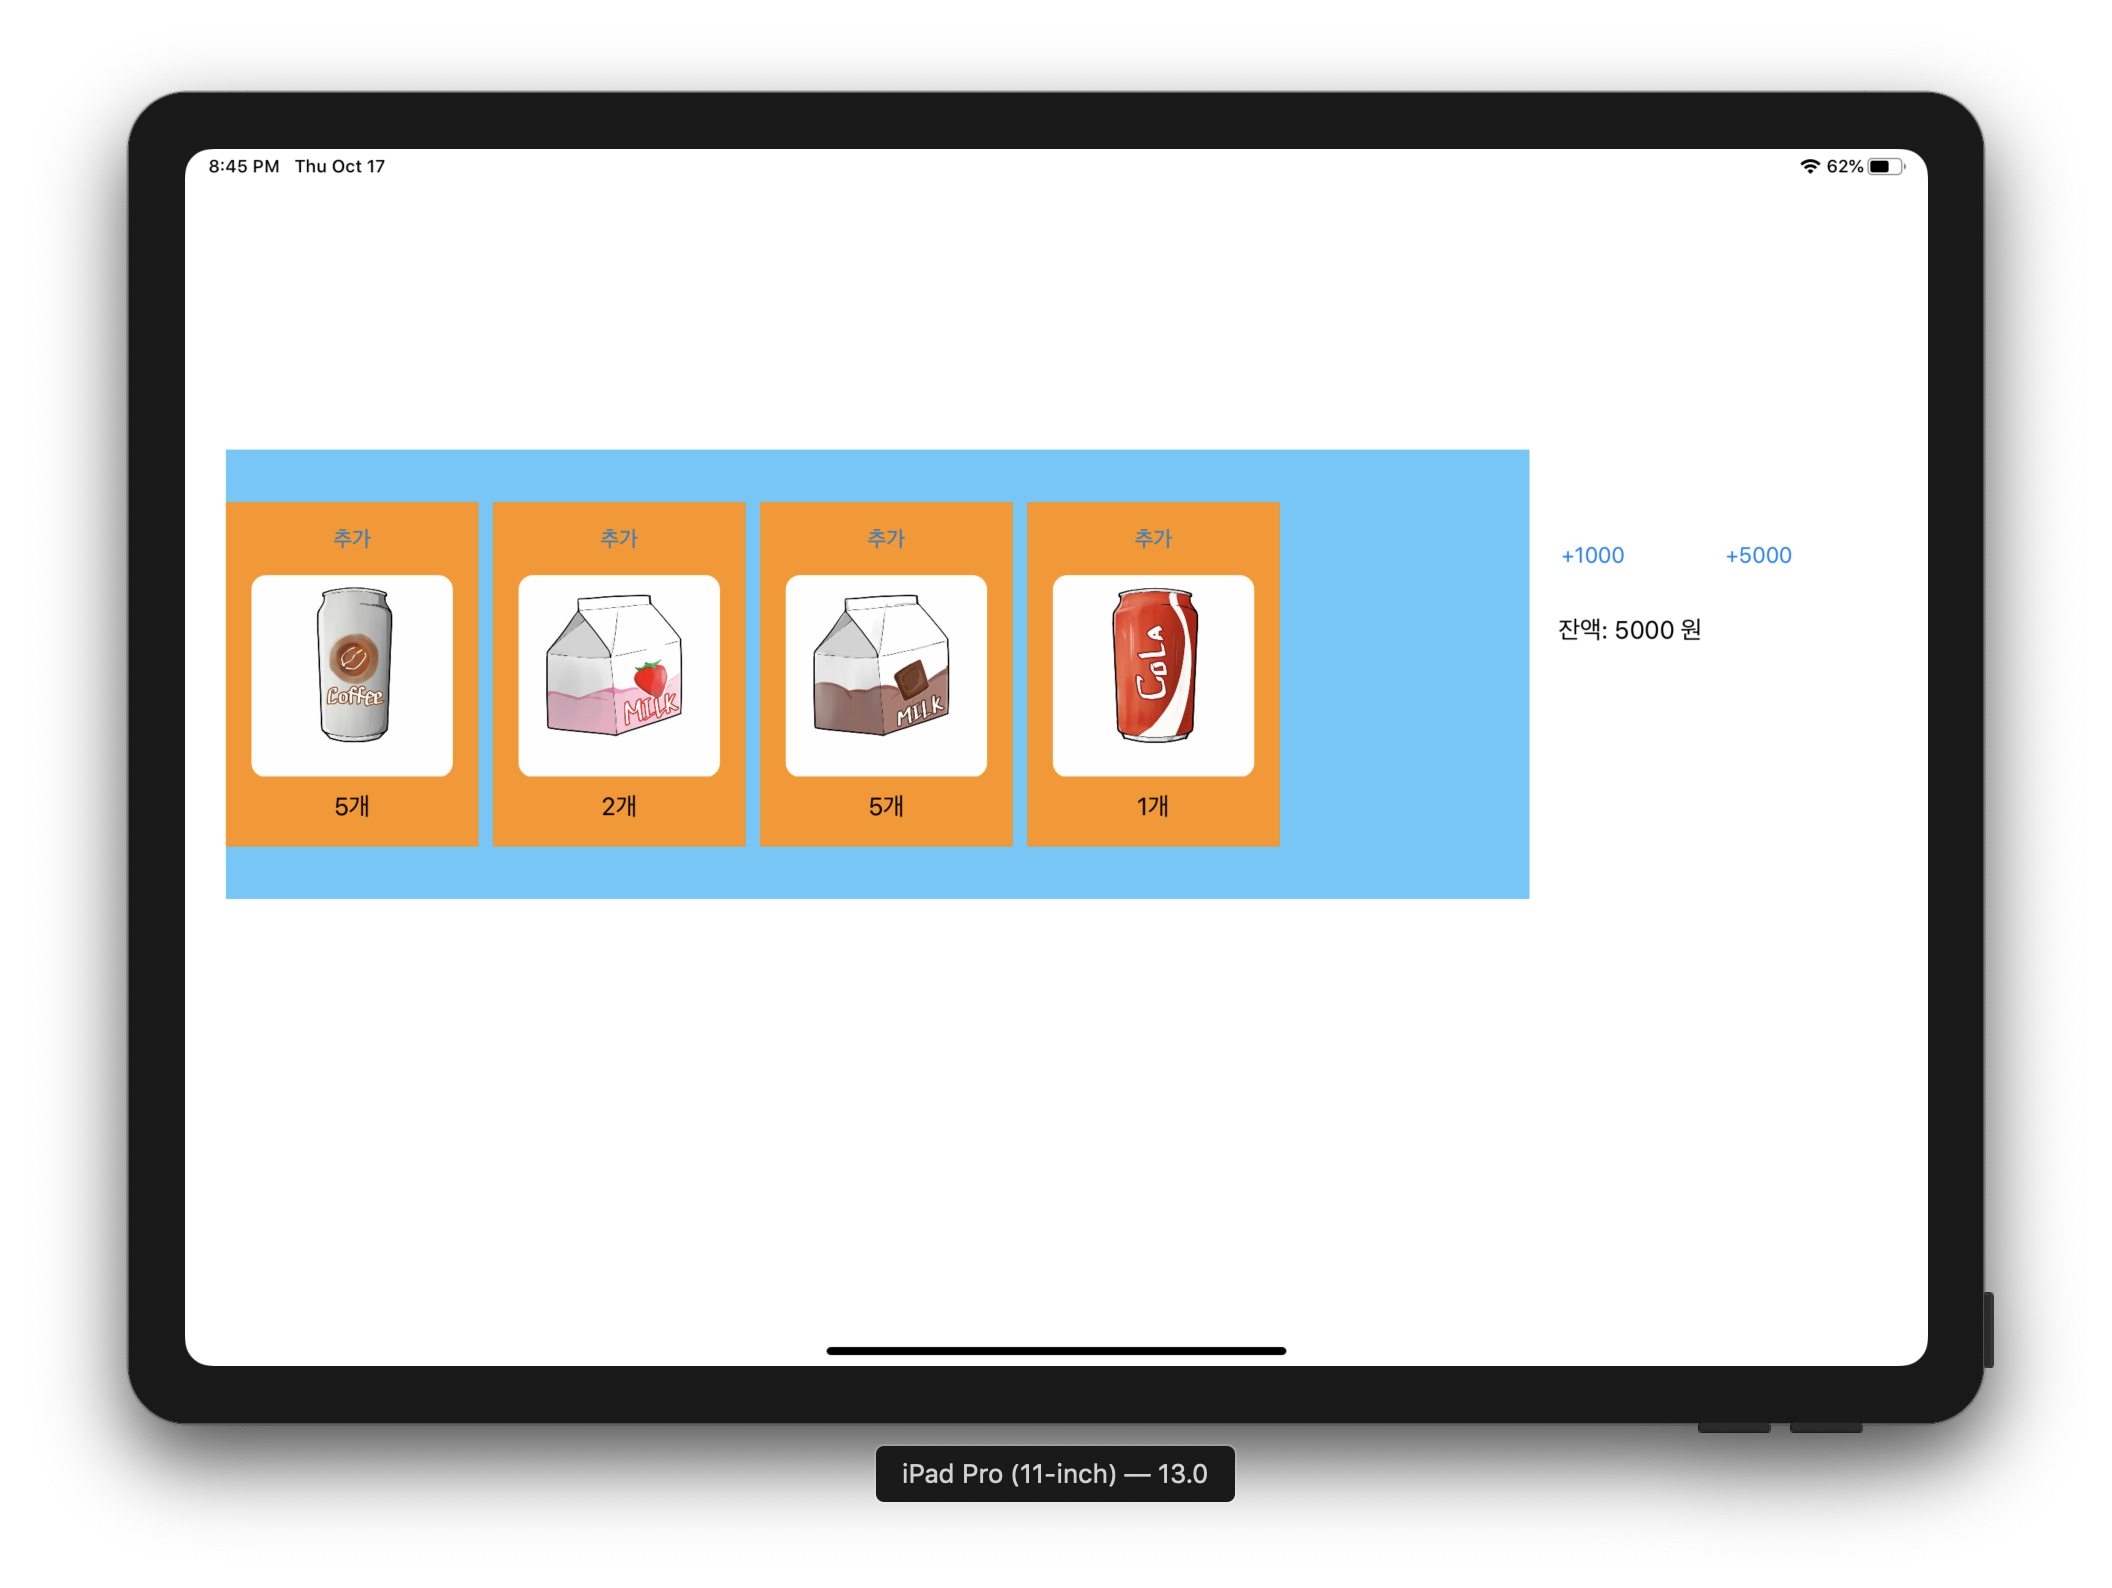 8:45 PM Thu Oct 17
62%
추가
추가
추가
추가
+1000
+5000
Coffee
MILK
MILK
CoLA
잔액: 5000 원
5개
2개
5개
1개
iPad Pro (11-inch) — 13.0